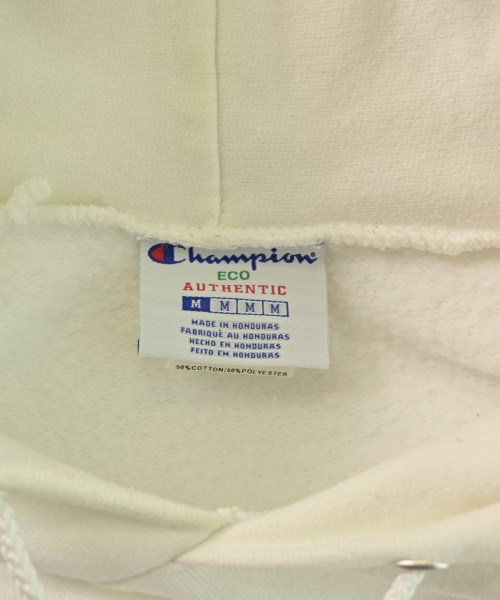 Champion
ECO
AUTHENTIC
M M M M
MADE IN HONDURAS
FABRIQUÉ AU HONDURAS
HECHO EN HONDURAS
FEITO EM HONDURAS
50%COTTON/50%POLYESTER